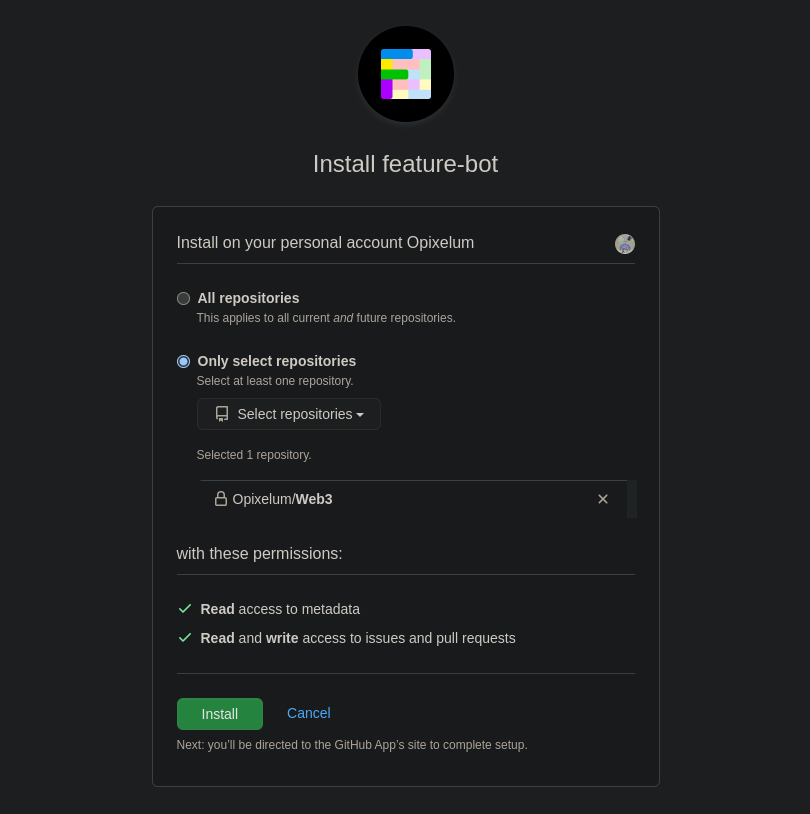 Install feature-bot
Install on your personal account Opixelum
All repositories
This applies to all current and future repositories.
Only select repositories
Select at least one repository.
Select repositories
Selected 1 repository.
Opixelum/Web3
with these permissions:
Read access to metadata
Read and write access to issues and pull requests
Install Cancel
Next: you’ll be directed to the GitHub App’s site to complete setup.